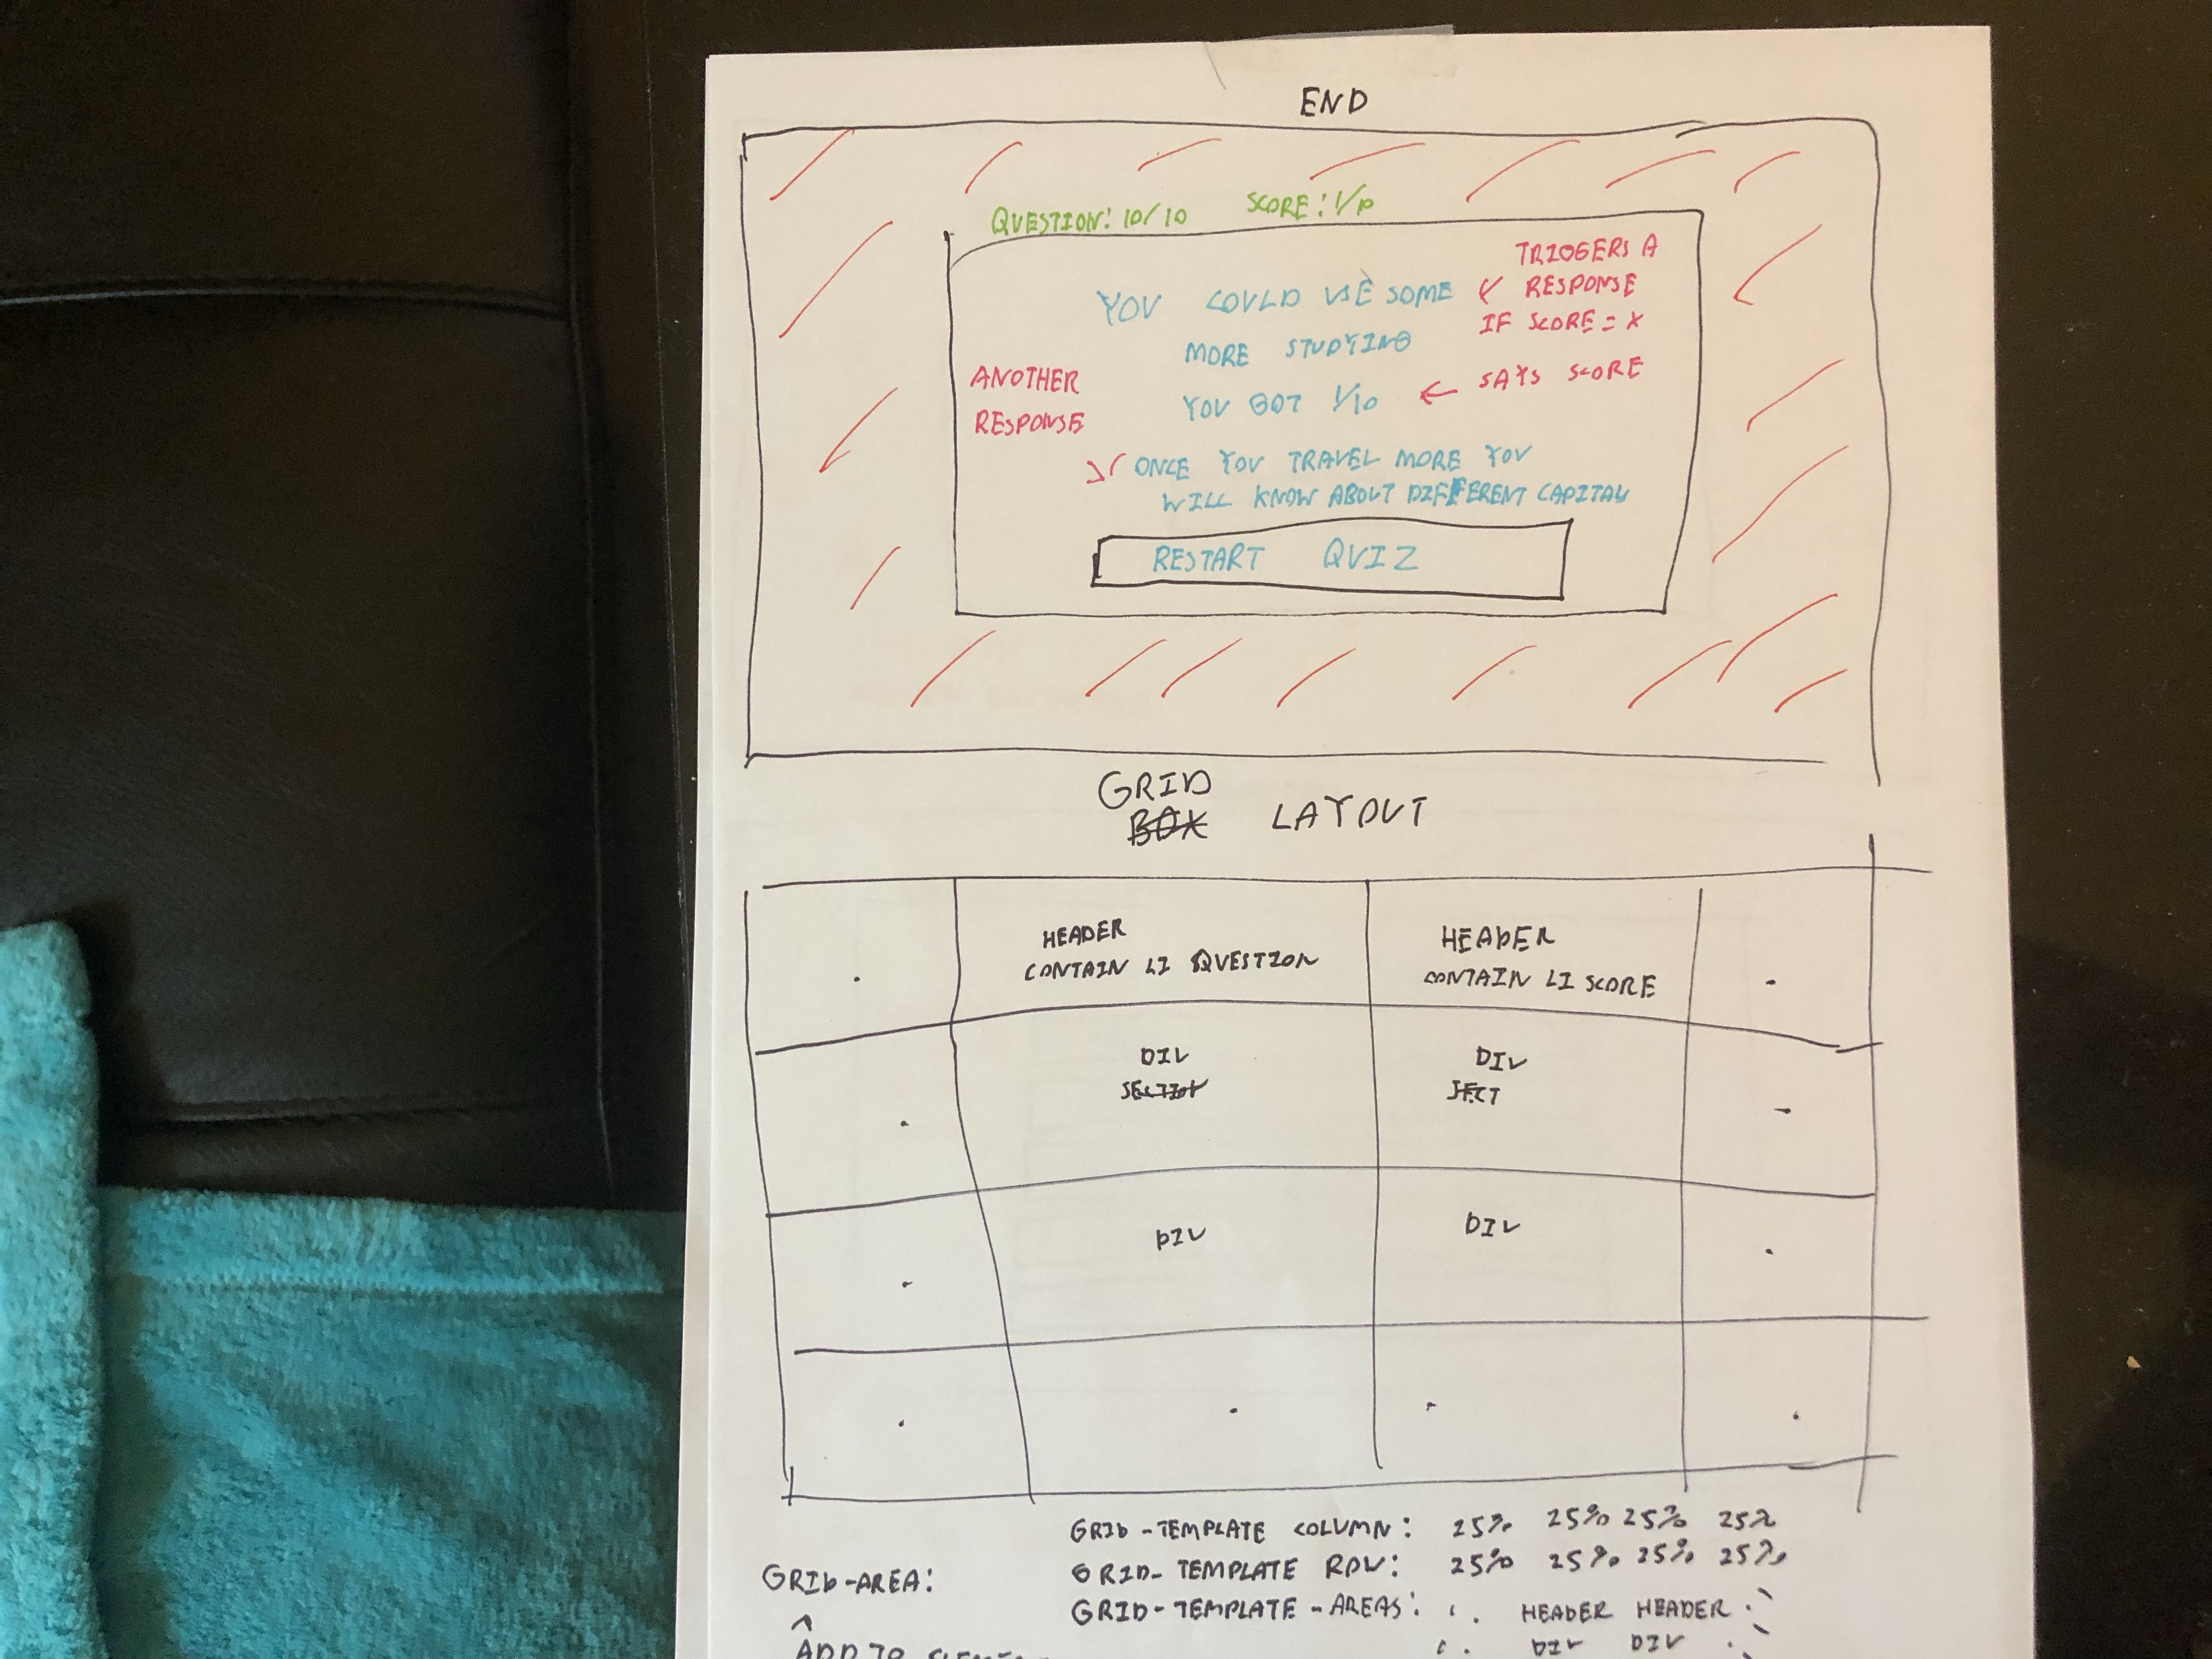 END
QUESTION: 10/10 SCORE: 1/10
YOU COULD USE SOME
MORE STUDYING
YOU GOT 1/10
TRIGGERS A
RESPONSE
IF SCORE = X
← SAYS SCORE
ANOTHER
RESPONSE
ONCE YOU TRAVEL MORE YOU
WILL KNOW ABOUT DIFFERENT CAPITALS
RESTART QUIZ
GRID
BOX LAYOUT
HEADER
CONTAIN LI QUESTION
HEADER
CONTAIN LI SCORE
DIV
SECTION
DIV
SECT
DIV
DIV
GRID-TEMPLATE COLUMN: 25% 25% 25% 25%
GRID-AREA: GRID-TEMPLATE ROW: 25% 25% 25% 25%
^ GRID-TEMPLATE-AREAS: ' . HEADER HEADER . '
ADD TO ' . DIV DIV . '